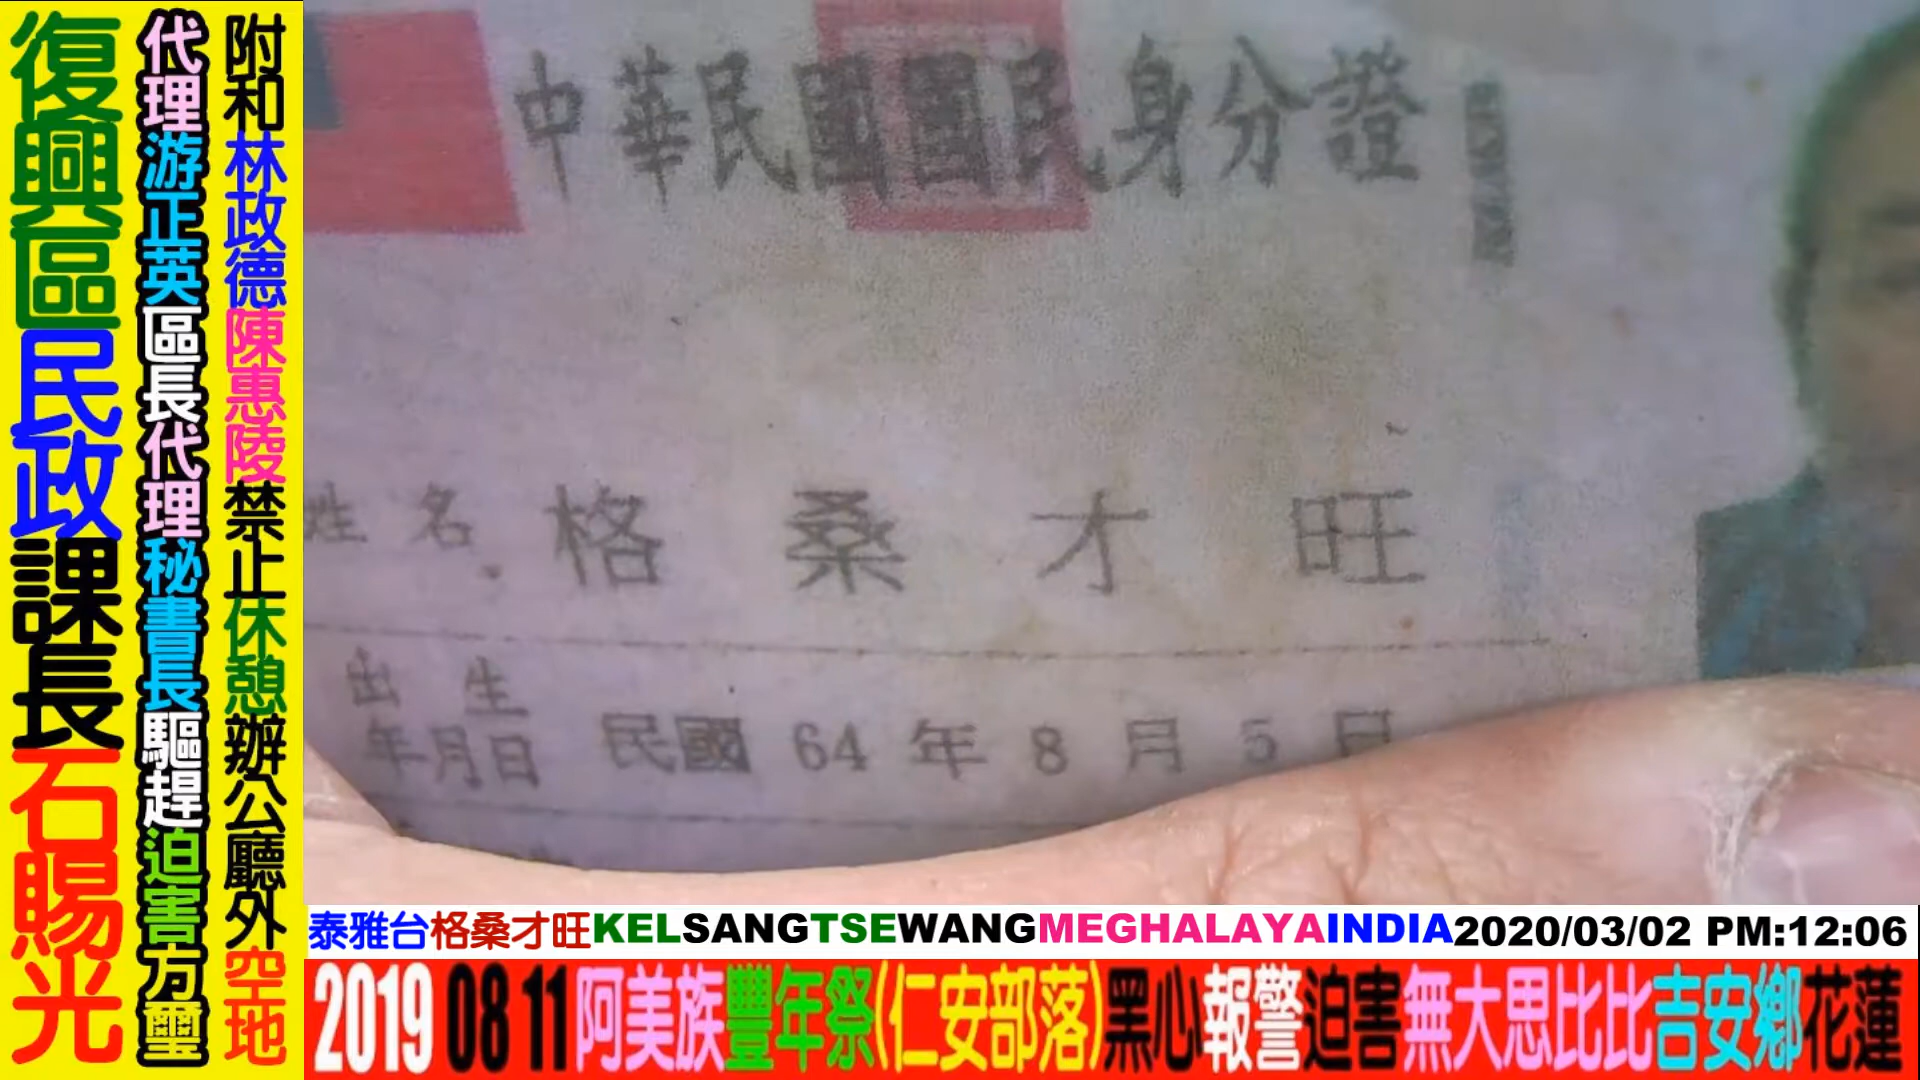 附和林政德陳惠陵禁止休憩辦公廳外空地
代理游正英區長代理秘書長驅趕迫害方璽
復興區民政課長石賜光
中華民國國民身分證
姓名 格桑才旺
出生
年月日 民國 64 年 8 月 5 日
泰雅台格桑才旺KELSANGTSEWANGMEGHALAYAINDIA2020/03/02 PM:12:06
2019 08 11阿美族豐年祭(仁安部落)黑心報警迫害無大思比比吉安鄉花蓮